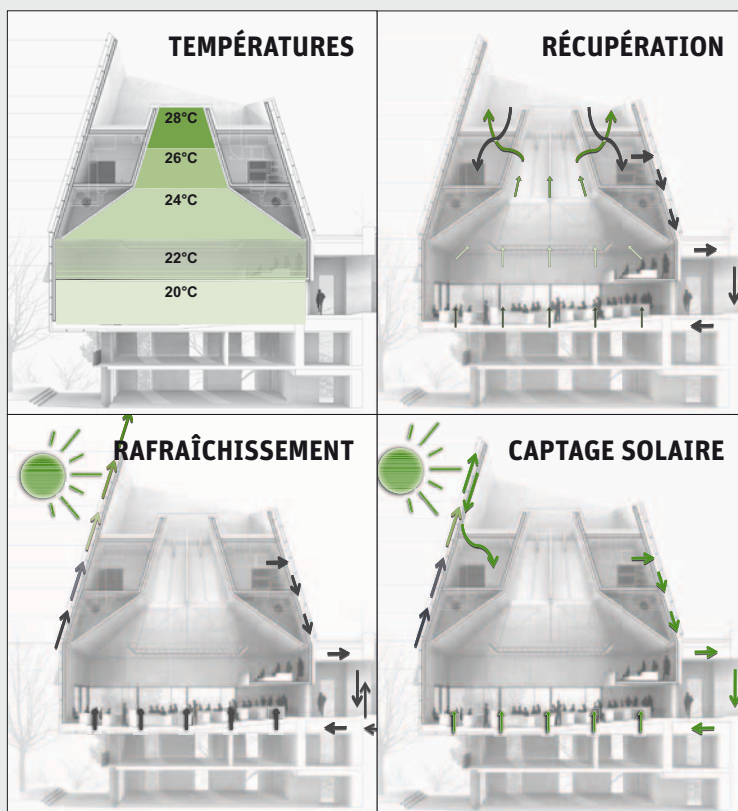 TEMPÉRATURES
28°C
26°C
24°C
22°C
20°C
RÉCUPÉRATION
RAFRAÎCHISSEMENT
CAPTAGE SOLAIRE